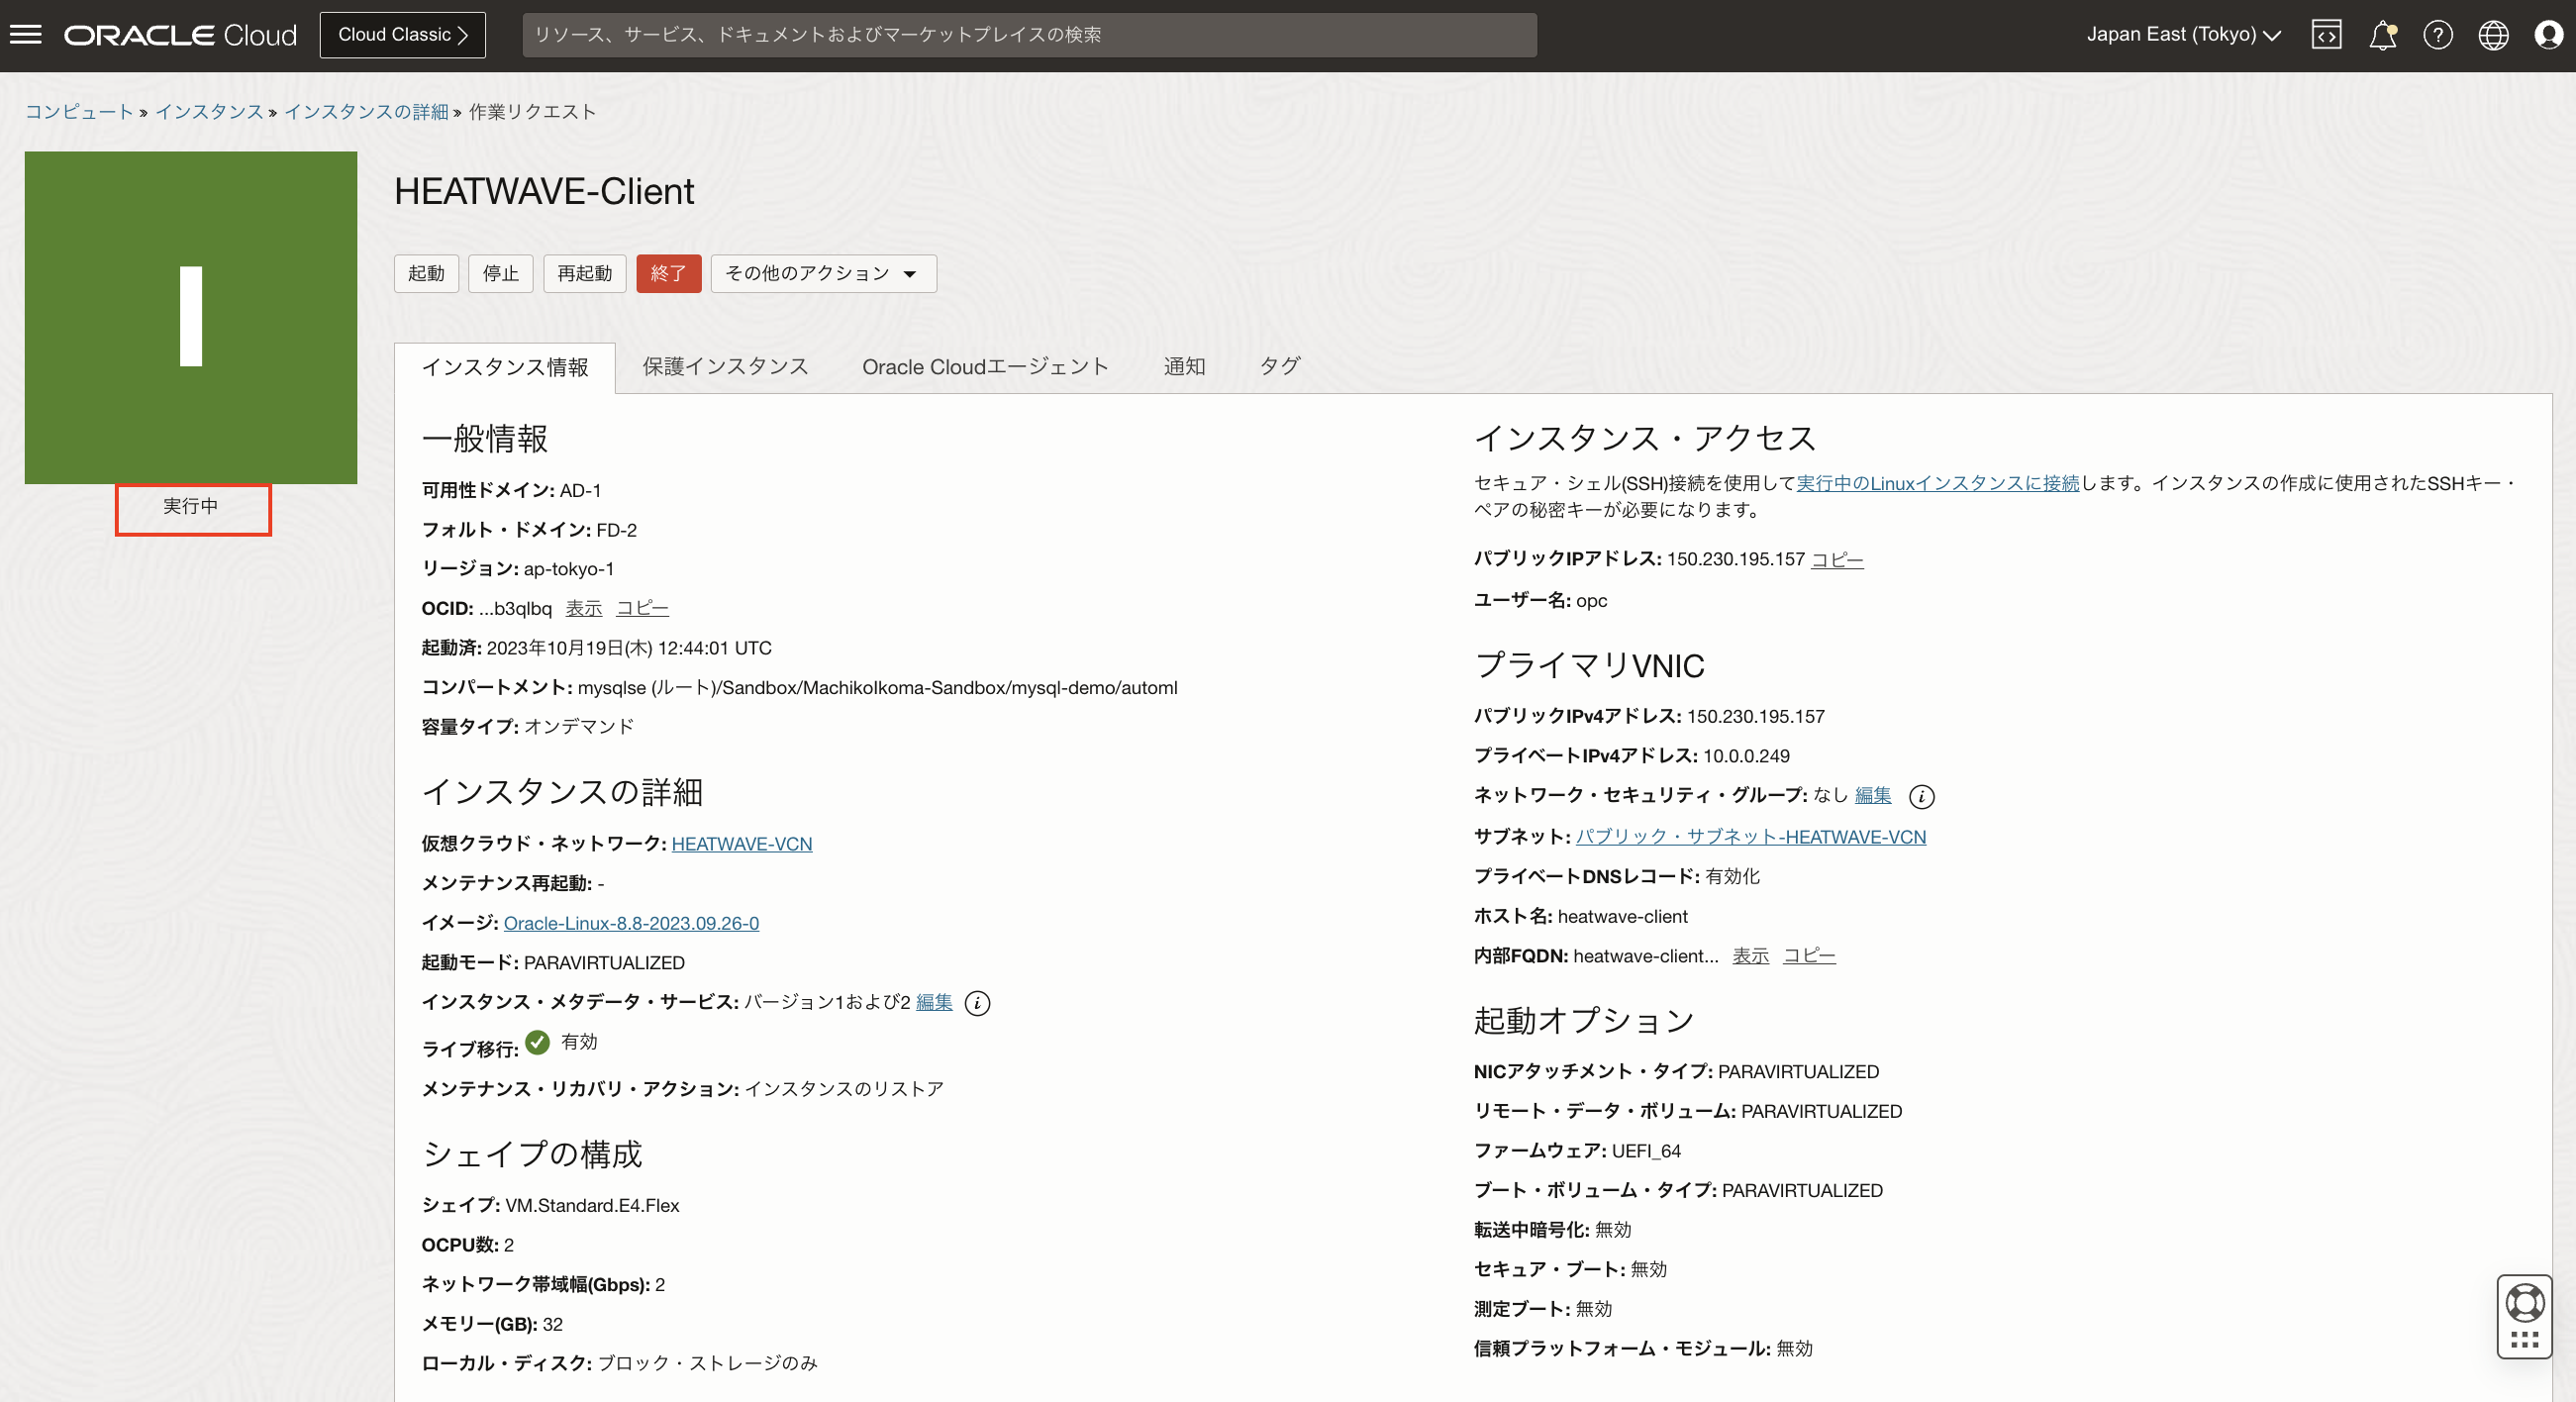 ORACLE Cloud
Cloud Classic
リソース、サービス、ドキュメントおよびマーケットプレイスの検索
Japan East (Tokyo)
コンピュート » インスタンス » インスタンスの詳細 » 作業リクエスト
I
実行中
HEATWAVE-Client
起動 停止 再起動 終了 その他のアクション
インスタンス情報 保護インスタンス Oracle Cloudエージェント 通知 タグ
一般情報
可用性ドメイン: AD-1
フォルト・ドメイン: FD-2
リージョン: ap-tokyo-1
OCID: ...b3qlbq 表示 コピー
起動済: 2023年10月19日(木) 12:44:01 UTC
コンパートメント: mysqlse (ルート)/Sandbox/MachikoIkoma-Sandbox/mysql-demo/automl
容量タイプ: オンデマンド
インスタンスの詳細
仮想クラウド・ネットワーク: HEATWAVE-VCN
メンテナンス再起動: -
イメージ: Oracle-Linux-8.8-2023.09.26-0
起動モード: PARAVIRTUALIZED
インスタンス・メタデータ・サービス: バージョン1および2 編集
ライブ移行: 有効
メンテナンス・リカバリ・アクション: インスタンスのリストア
シェイプの構成
シェイプ: VM.Standard.E4.Flex
OCPU数: 2
ネットワーク帯域幅(Gbps): 2
メモリー(GB): 32
ローカル・ディスク: ブロック・ストレージのみ
インスタンス・アクセス
セキュア・シェル(SSH)接続を使用して実行中のLinuxインスタンスに接続します。インスタンスの作成に使用されたSSHキー・
ペアの秘密キーが必要になります。
パブリックIPアドレス: 150.230.195.157 コピー
ユーザー名: opc
プライマリVNIC
パブリックIPv4アドレス: 150.230.195.157
プライベートIPv4アドレス: 10.0.0.249
ネットワーク・セキュリティ・グループ: なし 編集
サブネット: パブリック・サブネット-HEATWAVE-VCN
プライベートDNSレコード: 有効化
ホスト名: heatwave-client
内部FQDN: heatwave-client... 表示 コピー
起動オプション
NICアタッチメント・タイプ: PARAVIRTUALIZED
リモート・データ・ボリューム: PARAVIRTUALIZED
ファームウェア: UEFI_64
ブート・ボリューム・タイプ: PARAVIRTUALIZED
転送中暗号化: 無効
セキュア・ブート: 無効
測定ブート: 無効
信頼プラットフォーム・モジュール: 無効